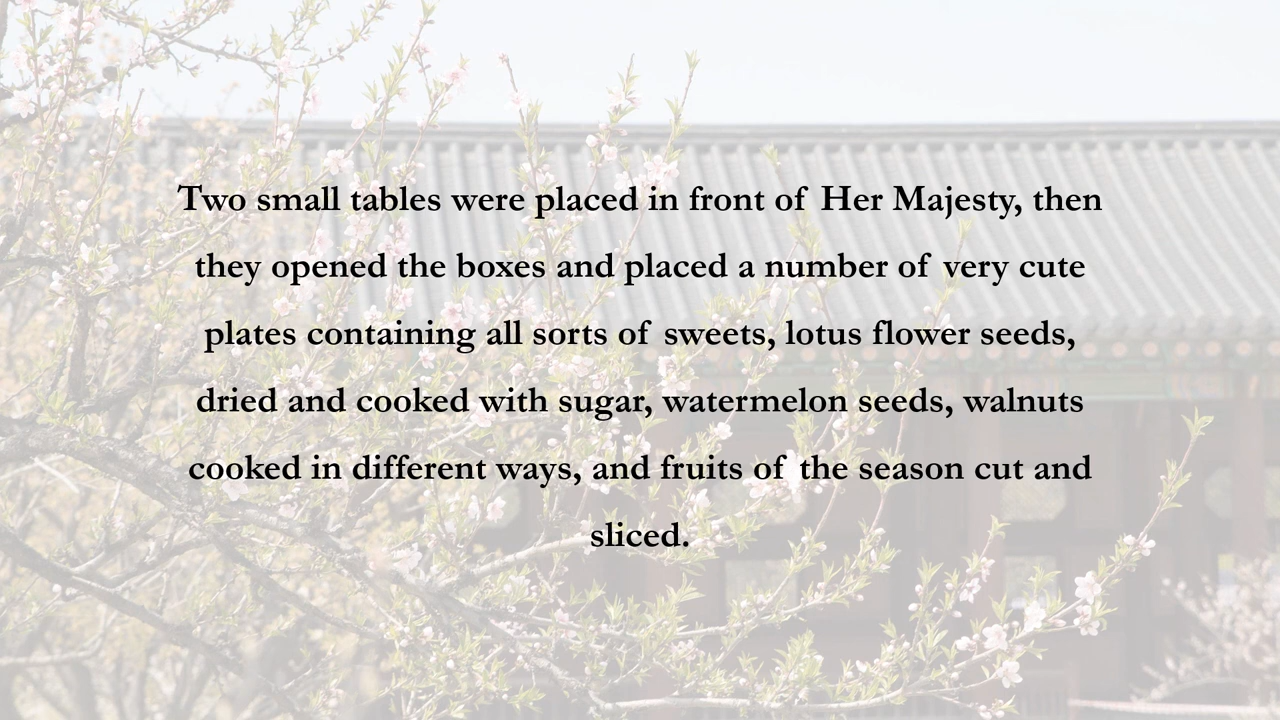 Two small tables were placed in front of Her Majesty, then
they opened the boxes and placed a number of very cute
plates containing all sorts of sweets, lotus flower seeds,
dried and cooked with sugar, watermelon seeds, walnuts
cooked in different ways, and fruits of the season cut and
sliced.